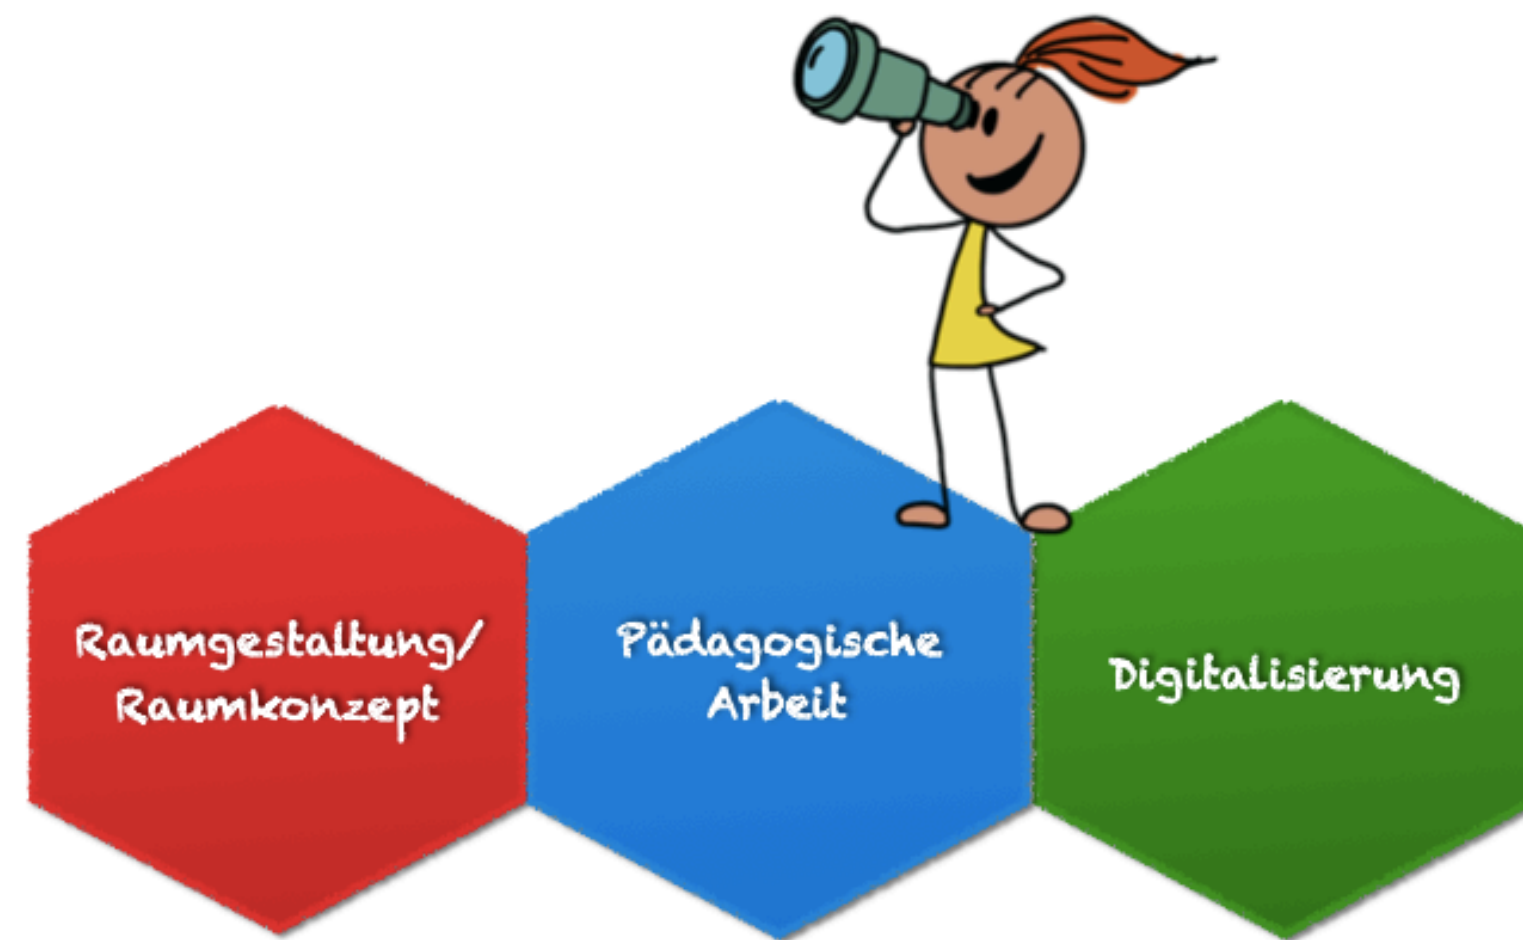 Raumgestaltung/
Raumkonzept
Pädagogische
Arbeit
Digitalisierung